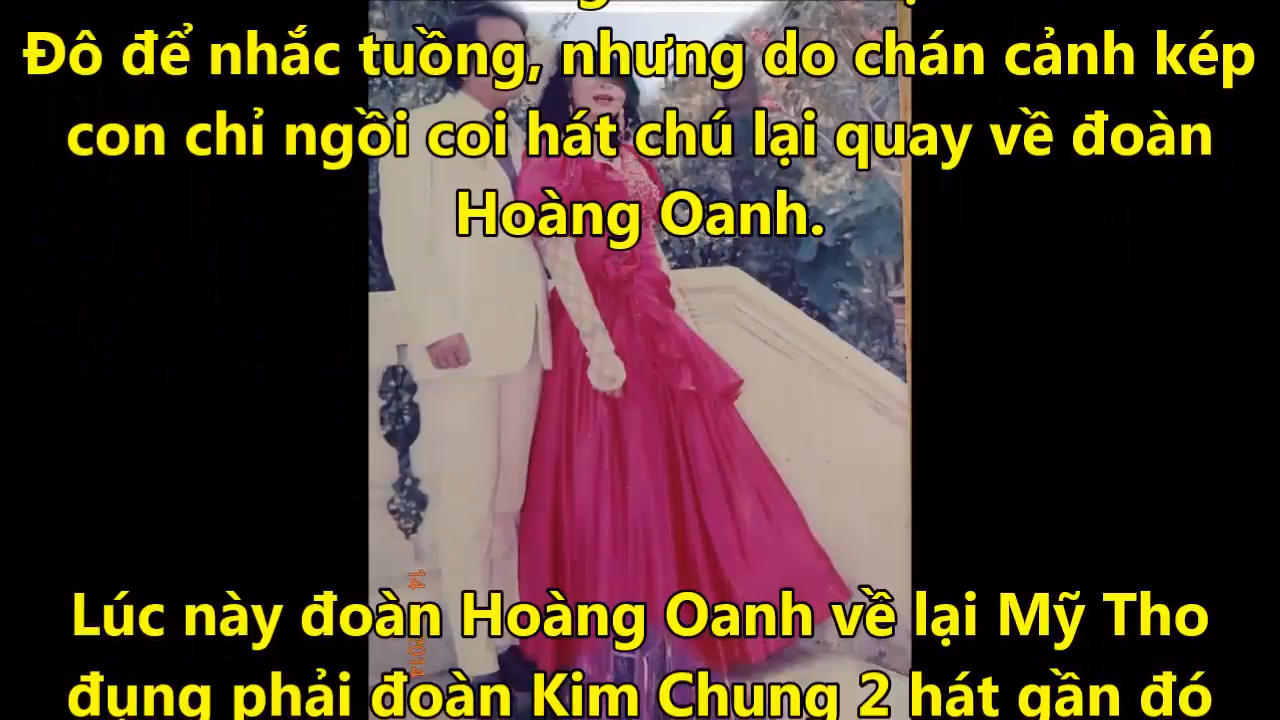 Đô để nhắc tuồng, nhưng do chán cảnh kép
con chỉ ngồi coi hát chú lại quay về đoàn
Hoàng Oanh.
Lúc này đoàn Hoàng Oanh về lại Mỹ Tho
đụng phải đoàn Kim Chung 2 hát gần đó